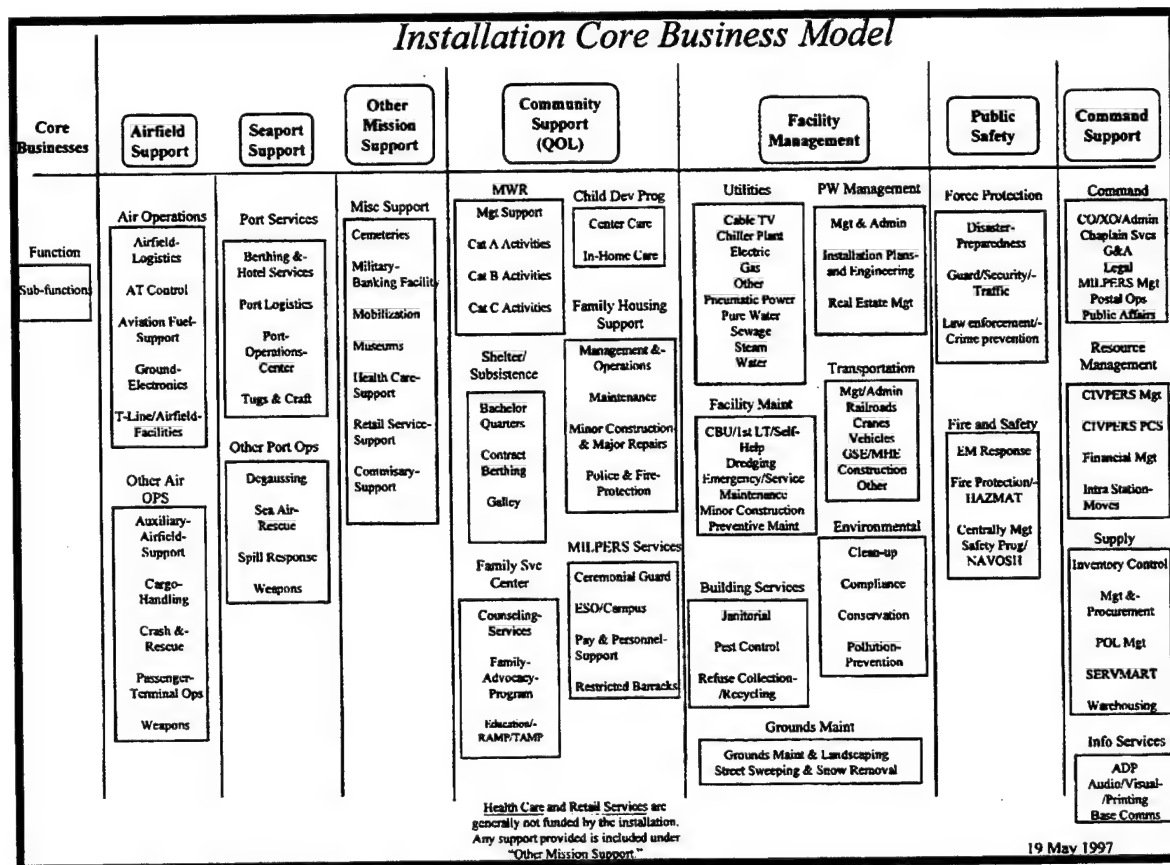 Installation Core Business Model
Core
Businesses
Airfield
Support
Seaport
Support
Other
Mission
Support
Community
Support
(QOL)
Facility
Management
Public
Safety
Command
Support
Function
Sub-functions
Air Operations
Airfield-
Logistics
AT Control
Aviation Fuel-
Support
Ground-
Electronics
T-Line/Airfield-
Facilities
Other Air
OPS
Auxiliary-
Airfield-
Support
Cargo-
Handling
Crash &-
Rescue
Passenger-
Terminal Ops
Weapons
Port Services
Berthing &-
Hotel Services
Port Logistics
Port-
Operations-
Center
Tugs & Craft
Other Port Ops
Degaussing
Sea Air-
Rescue
Spill Response
Weapons
Misc Support
Cemeteries
Military-
Banking Facility
Mobilization
Museums
Health Care-
Support
Retail Service-
Support
Commisary-
Support
MWR
Mgt Support
Cat A Activities
Cat B Activities
Cat C Activities
Shelter/
Subsistence
Bachelor
Quarters
Contract
Berthing
Galley
Family Svc
Center
Counseling-
Services
Family-
Advocacy-
Program
Education/-
RAMP/TAMP
Child Dev Prog
Center Care
In-Home Care
Family Housing
Support
Management &-
Operations
Maintenance
Minor Construction
& Major Repairs
Police & Fire-
Protection
MILPERS Services
Ceremonial Guard
ESO/Campus
Pay & Personnel-
Support
Restricted Barracks
Utilities
Cable TV
Chiller Plant
Electric
Gas
Other
Pneumatic Power
Pure Water
Sewage
Steam
Water
Facility Maint
CBU/1st LT/Self-
Help
Dredging
Emergency/Service
Maintenance
Minor Construction
Preventive Maint
Building Services
Janitorial
Pest Control
Refuse Collection-
/Recycling
PW Management
Mgt & Admin
Installation Plans-
and Engineering
Real Estate Mgt
Transportation
Mgt/Admin
Railroads
Cranes
Vehicles
GSE/MHE
Construction
Other
Environmental
Clean-up
Compliance
Conservation
Pollution-
Prevention
Grounds Maint
Grounds Maint & Landscaping
Street Sweeping & Snow Removal
Force Protection
Disaster-
Preparedness
Guard/Security/-
Traffic
Law enforcement/-
Crime prevention
Fire and Safety
EM Response
Fire Protection/-
HAZMAT
Centrally Mgt
Safety Prog/
NAVOSH
Command
CO/XO/Admin
Chaplain Svcs
G&A
Legal
MILPERS Mgt
Postal Ops
Public Affairs
Resource
Management
CIVPERS Mgt
CIVPERS PCS
Financial Mgt
Intra Station-
Moves
Supply
Inventory Control
Mgt &-
Procurement
POL Mgt
SERVMART
Warehousing
Info Services
ADP
Audio/Visual-
/Printing
Base Comms
Health Care and Retail Services are
generally not funded by the installation.
Any support provided is included under
"Other Mission Support."
19 May 1997